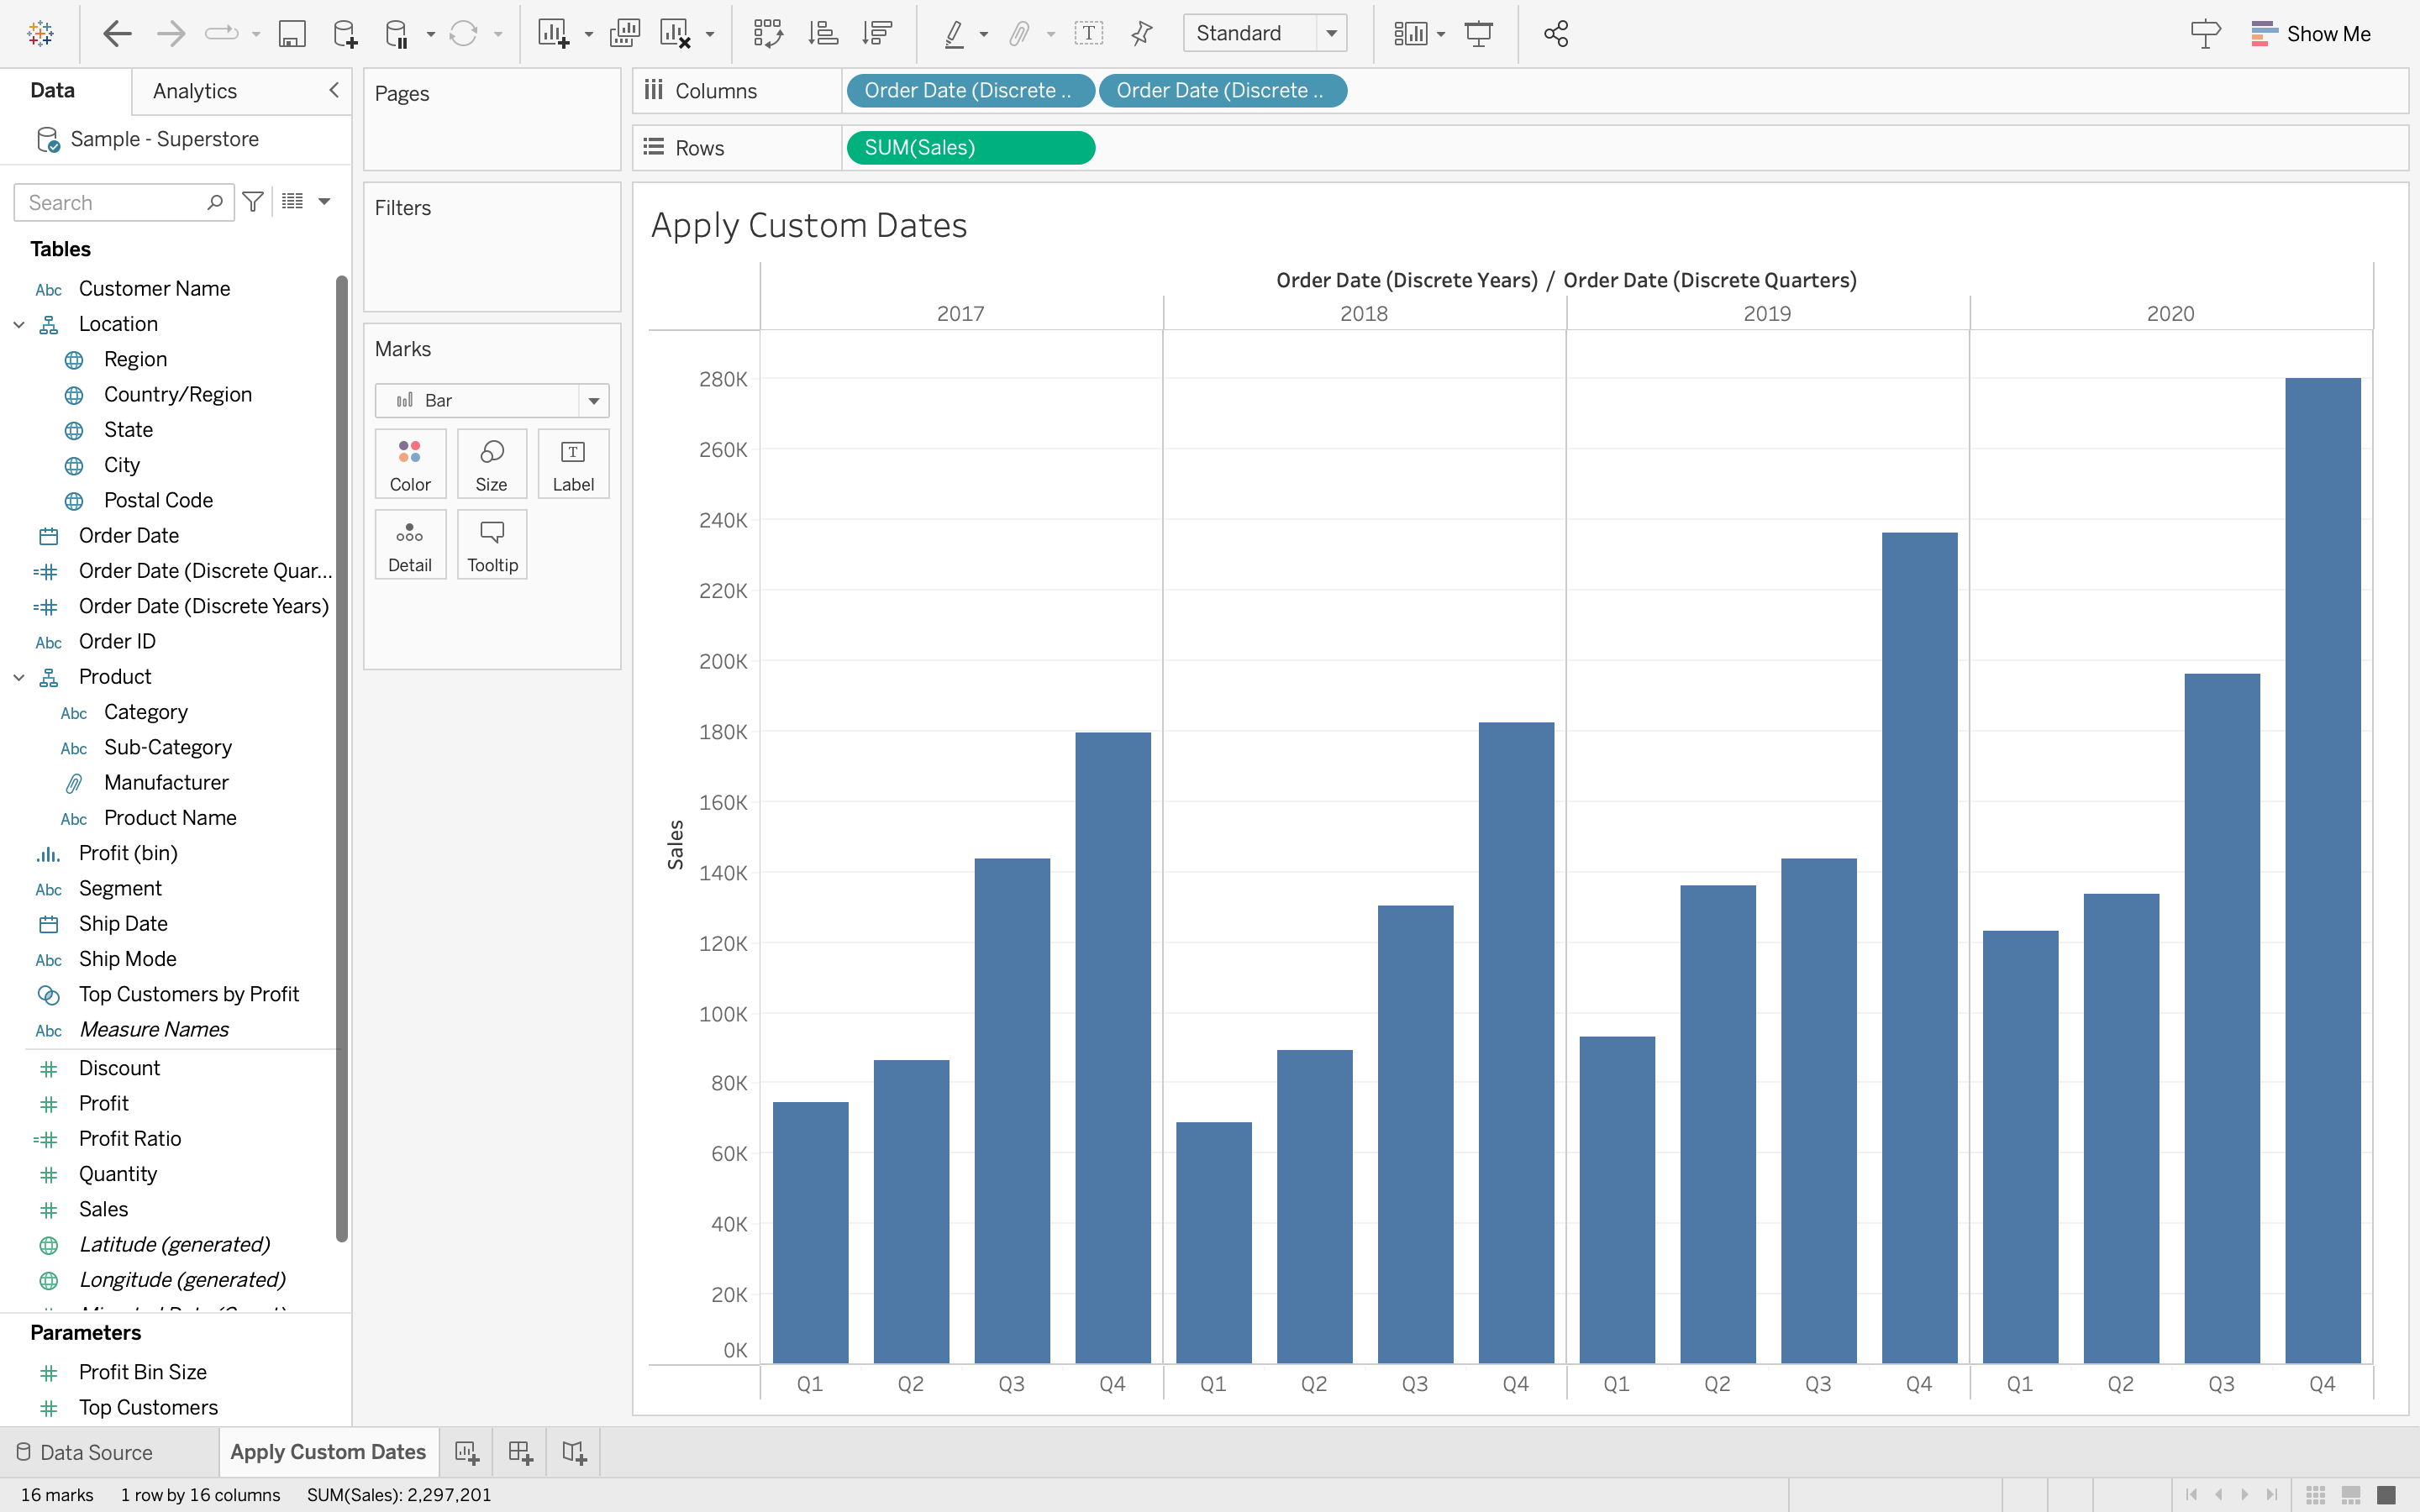 Standard
Show Me
Data
Analytics
Sample - Superstore
Search
Tables
Abc Customer Name
Location
Region
Country/Region
State
City
Postal Code
Order Date
Order Date (Discrete Quar...
Order Date (Discrete Years)
Abc Order ID
Product
Abc Category
Abc Sub-Category
Manufacturer
Abc Product Name
Profit (bin)
Abc Segment
Ship Date
Abc Ship Mode
Top Customers by Profit
Abc Measure Names
Discount
Profit
Profit Ratio
Quantity
Sales
Latitude (generated)
Longitude (generated)
Parameters
Profit Bin Size
Top Customers
Pages
Filters
Marks
Bar
Color Size Label
Detail Tooltip
Columns Order Date (Discrete .. Order Date (Discrete ..
Rows SUM(Sales)
Apply Custom Dates
Order Date (Discrete Years) / Order Date (Discrete Quarters)
2017 2018 2019 2020
280K
260K
240K
220K
200K
180K
160K
140K
120K
100K
80K
60K
40K
20K
0K
Sales
Q1 Q2 Q3 Q4 Q1 Q2 Q3 Q4 Q1 Q2 Q3 Q4 Q1 Q2 Q3 Q4
Data Source Apply Custom Dates
16 marks 1 row by 16 columns SUM(Sales): 2,297,201